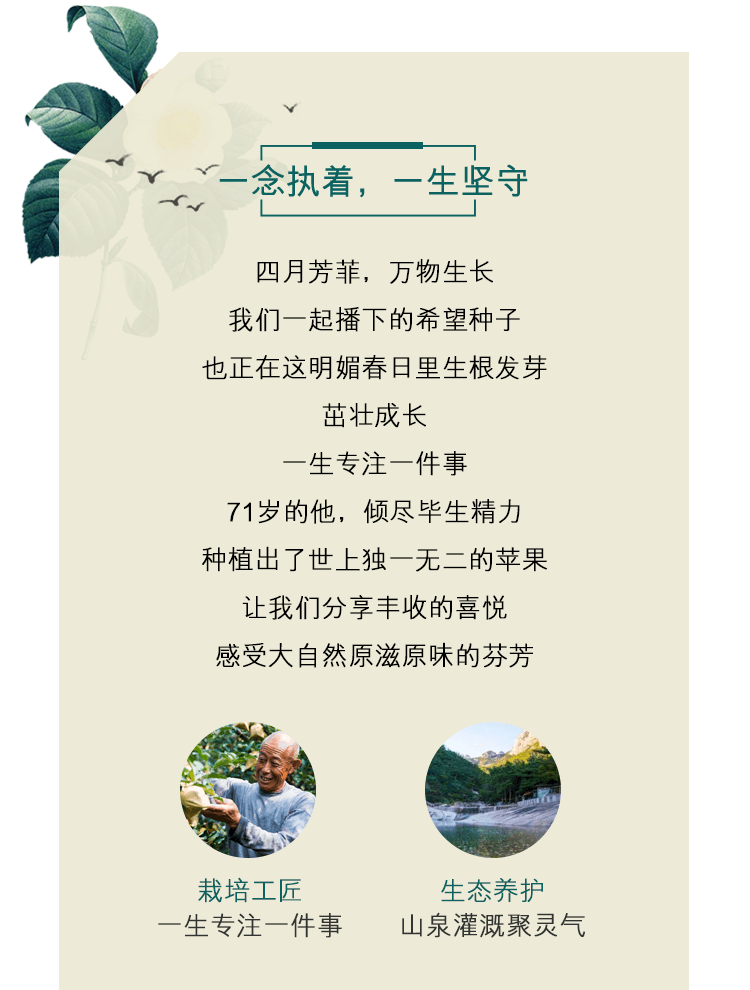 一念执着，一生坚守
四月芳菲，万物生长
我们一起播下的希望种子
也正在这明媚春日里生根发芽
茁壮成长
一生专注一件事
71岁的他，倾尽毕生精力
种植出了世上独一无二的苹果
让我们分享丰收的喜悦
感受大自然原滋原味的芬芳
栽培工匠
一生专注一件事
生态养护
山泉灌溉聚灵气